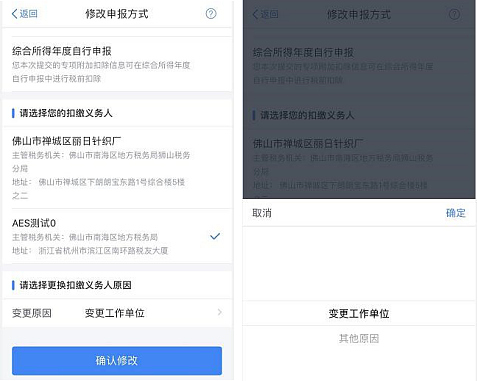 返回
修改申报方式
综合所得年度自行申报
您本次提交的专项附加扣除信息可在综合所得年度
自行申报中进行税前扣除
请选择您的扣缴义务人
佛山市禅城区丽日针织厂
主管税务机关：佛山市南海区地方税务局狮山税务
分局
地址：佛山市禅城区下朗朗宝东路1号综合楼5楼
之二
AES测试0
主管税务机关：佛山市南海区地方税务局
地址：浙江省杭州市滨江区南环路税友大厦
请选择更换扣缴义务人原因
变更原因 变更工作单位
确认修改
返回
修改申报方式
综合所得年度自行申报
您本次提交的专项附加扣除信息可在综合所得年度
自行申报中进行税前扣除
请选择您的扣缴义务人
佛山市禅城区丽日针织厂
主管税务机关：佛山市南海区地方税务局狮山税务
分局
地址：佛山市禅城区下朗朗宝东路1号综合楼5楼
之二
取消 确定
变更工作单位
其他原因